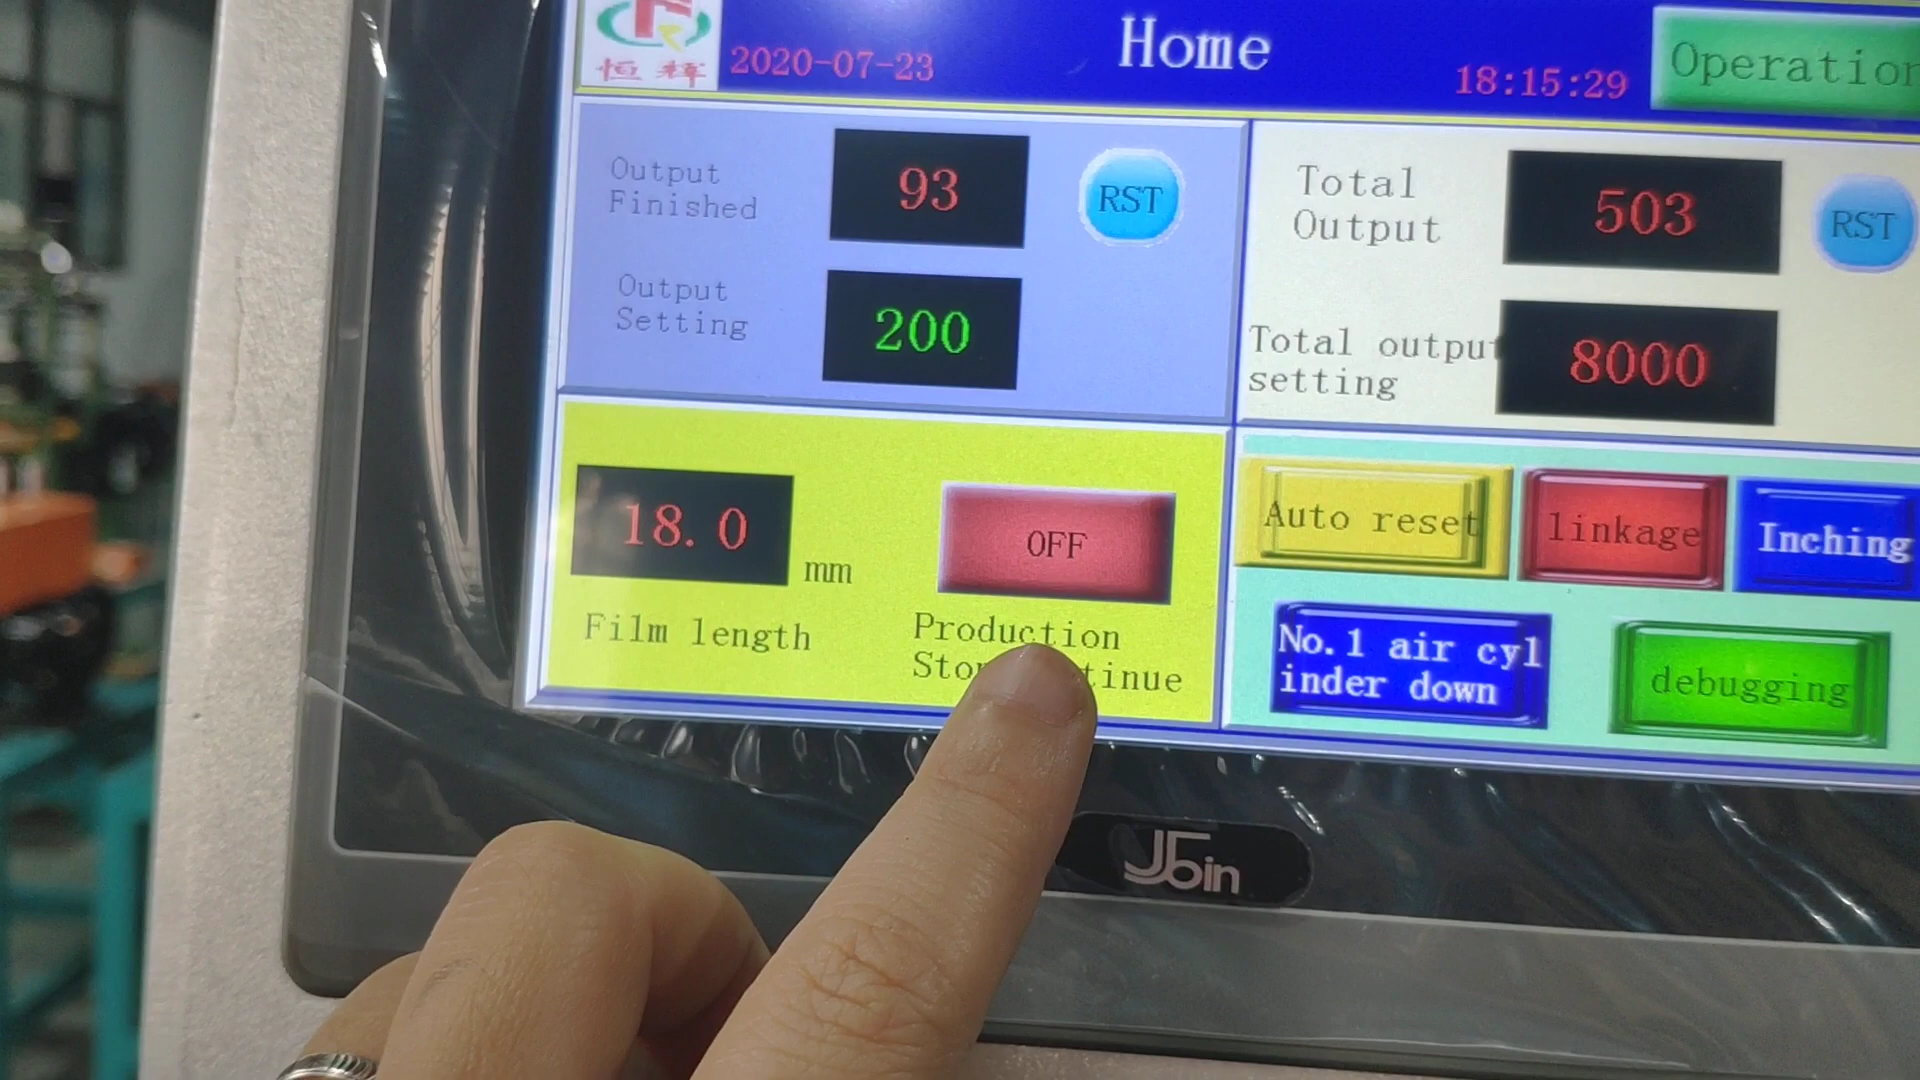 恒辉
2020-07-23
Home
18:15:29
Operation
Output
Finished
93
RST
Output
Setting
200
Total
Output
503
RST
Total output
setting
8000
18.0
mm
Film length
OFF
Production
Sto
tinue
Auto reset
linkage
Inching
No.1 air cyl
inder down
debugging
J5in